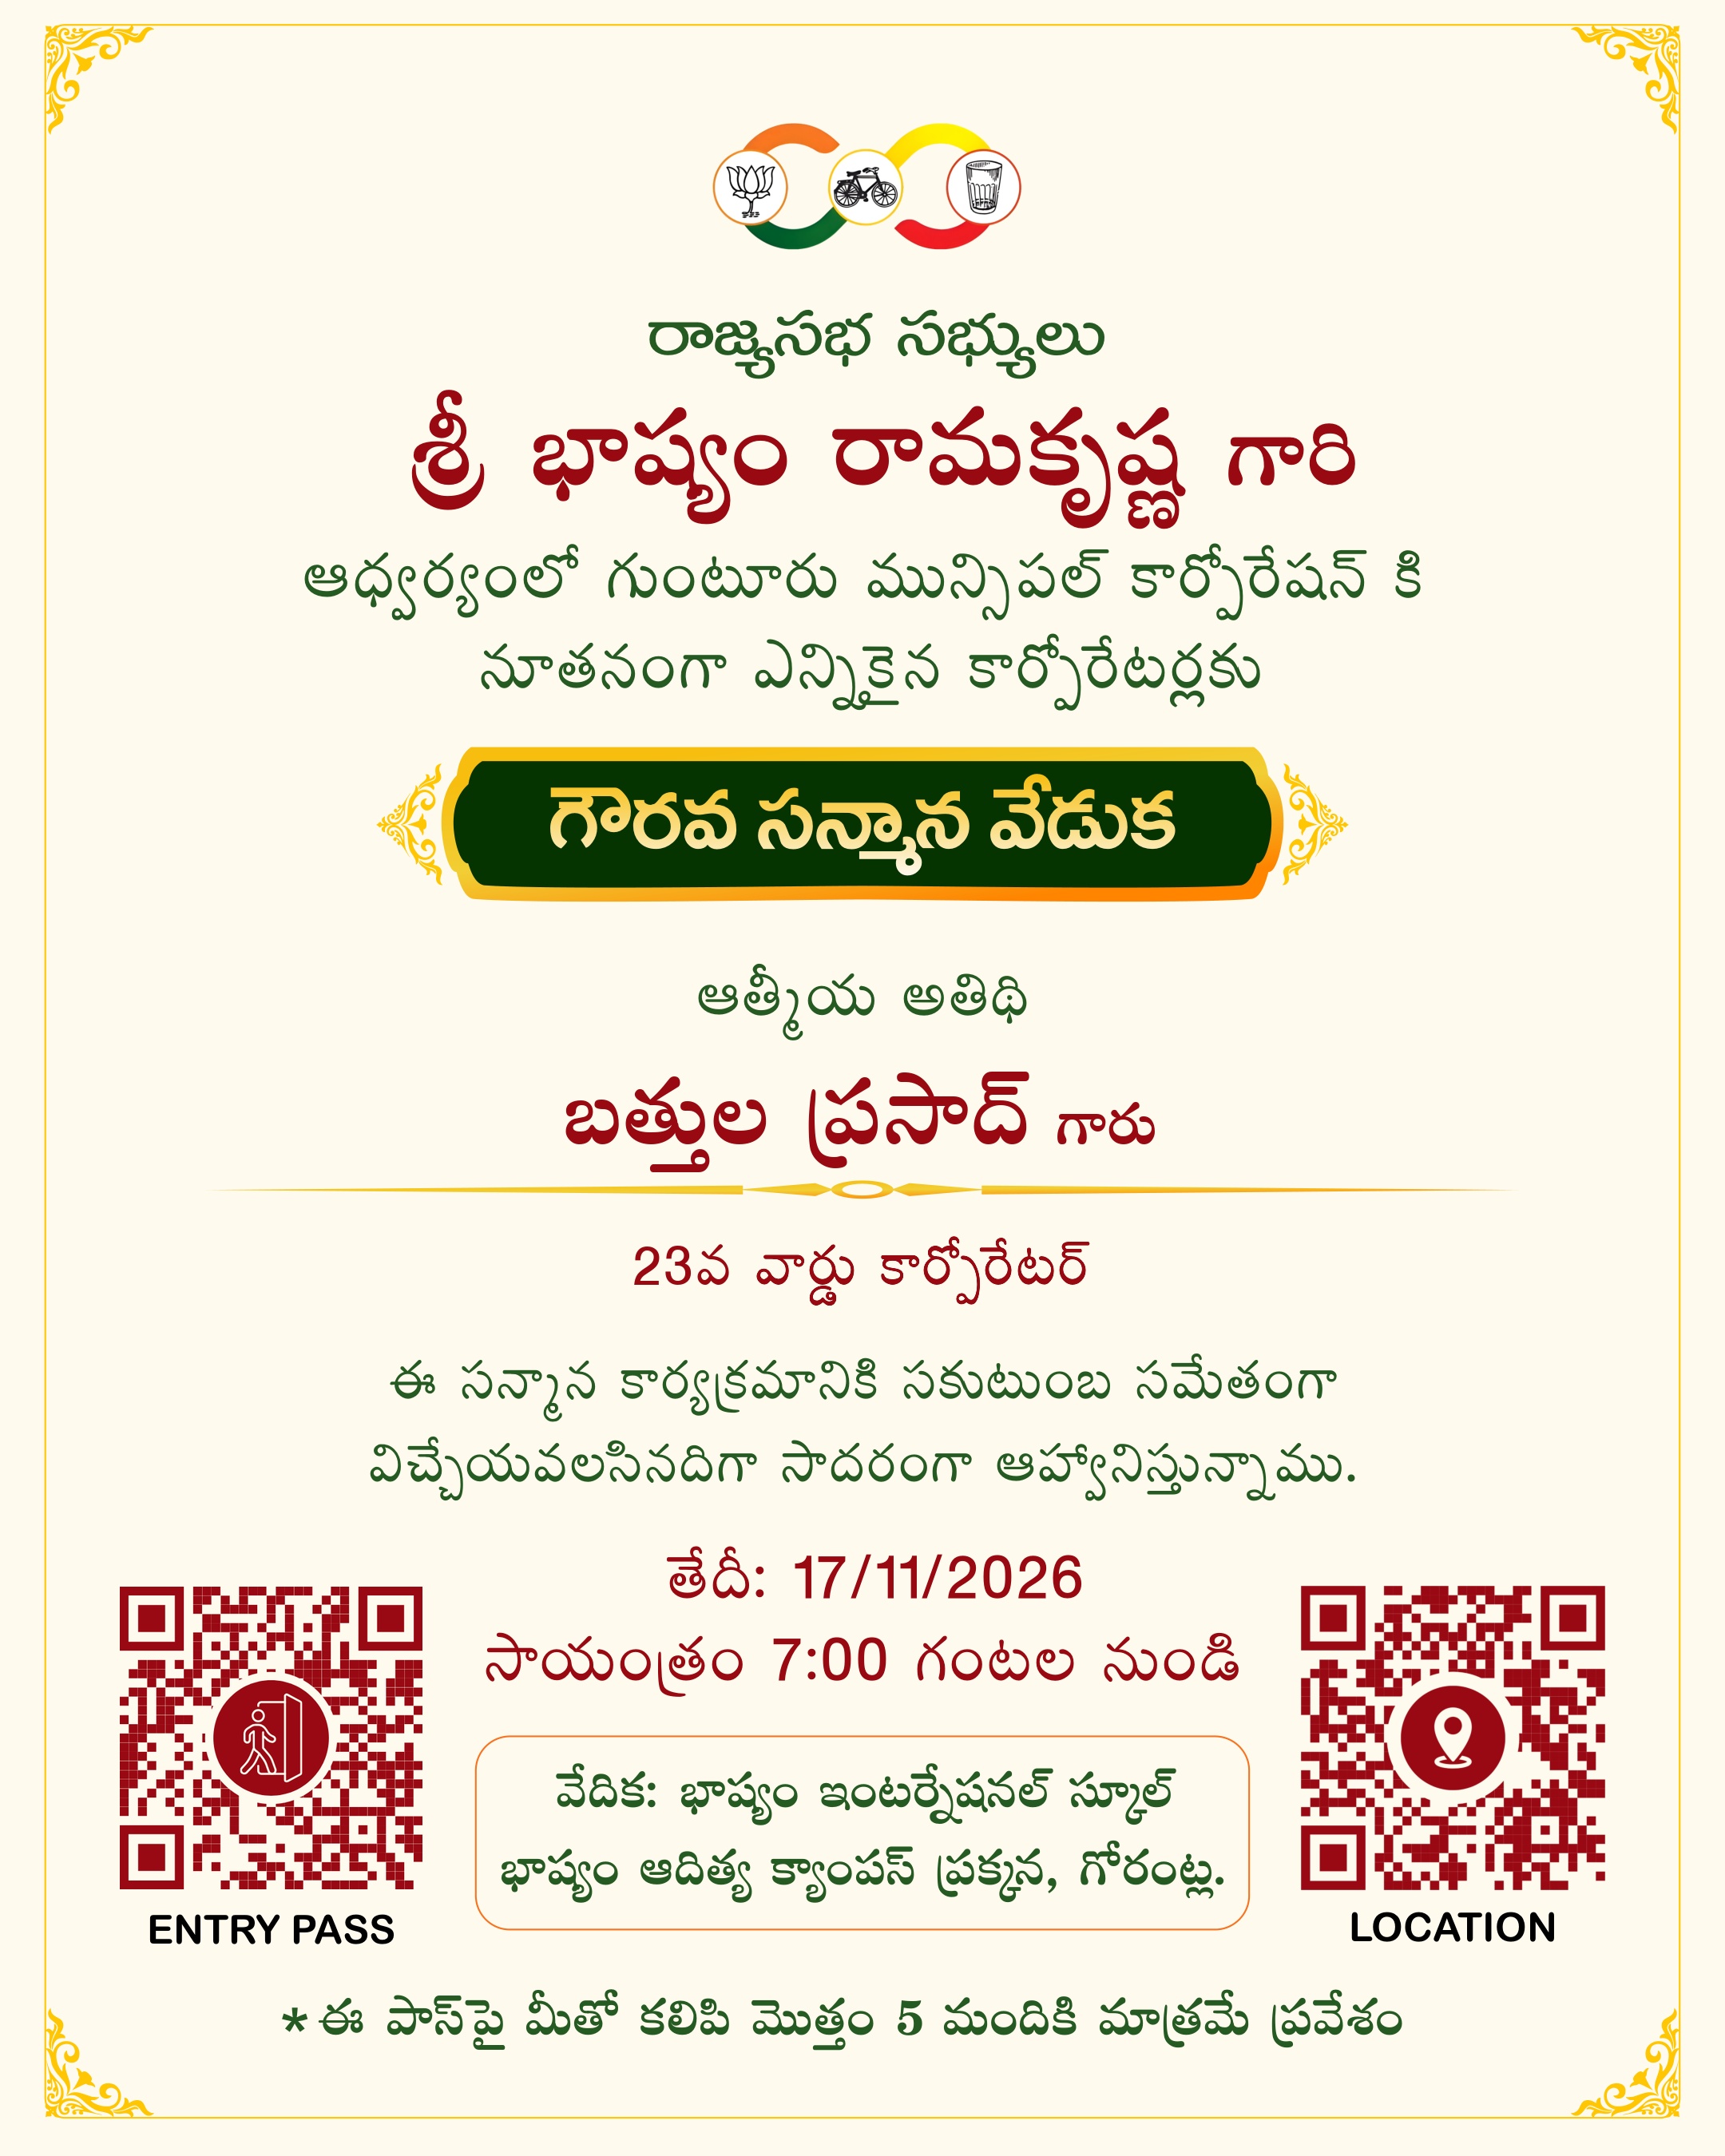 రాజ్యసభ సభ్యులు
శ్రీ భాష్యం రామకృష్ణ గారి
ఆధ్వర్యంలో గుంటూరు మున్సిపల్ కార్పోరేషన్ కి
నూతనంగా ఎన్నికైన కార్పోరేటర్లకు
గౌరవ సన్మాన వేడుక
ఆత్మీయ అతిథి
బత్తుల ప్రసాద్ గారు
23వ వార్డు కార్పోరేటర్
ఈ సన్మాన కార్యక్రమానికి సకుటుంబ సమేతంగా
విచ్చేయవలసినదిగా సాదరంగా ఆహ్వానిస్తున్నాము.
తేదీ: 17/11/2026
సాయంత్రం 7:00 గంటల నుండి
వేదిక: భాష్యం ఇంటర్నేషనల్ స్కూల్
భాష్యం ఆదిత్య క్యాంపస్ ప్రక్కన, గోరంట్ల.
ENTRY PASS
LOCATION
*ఈ పాస్‌పై మీతో కలిపి మొత్తం 5 మందికి మాత్రమే ప్రవేశం